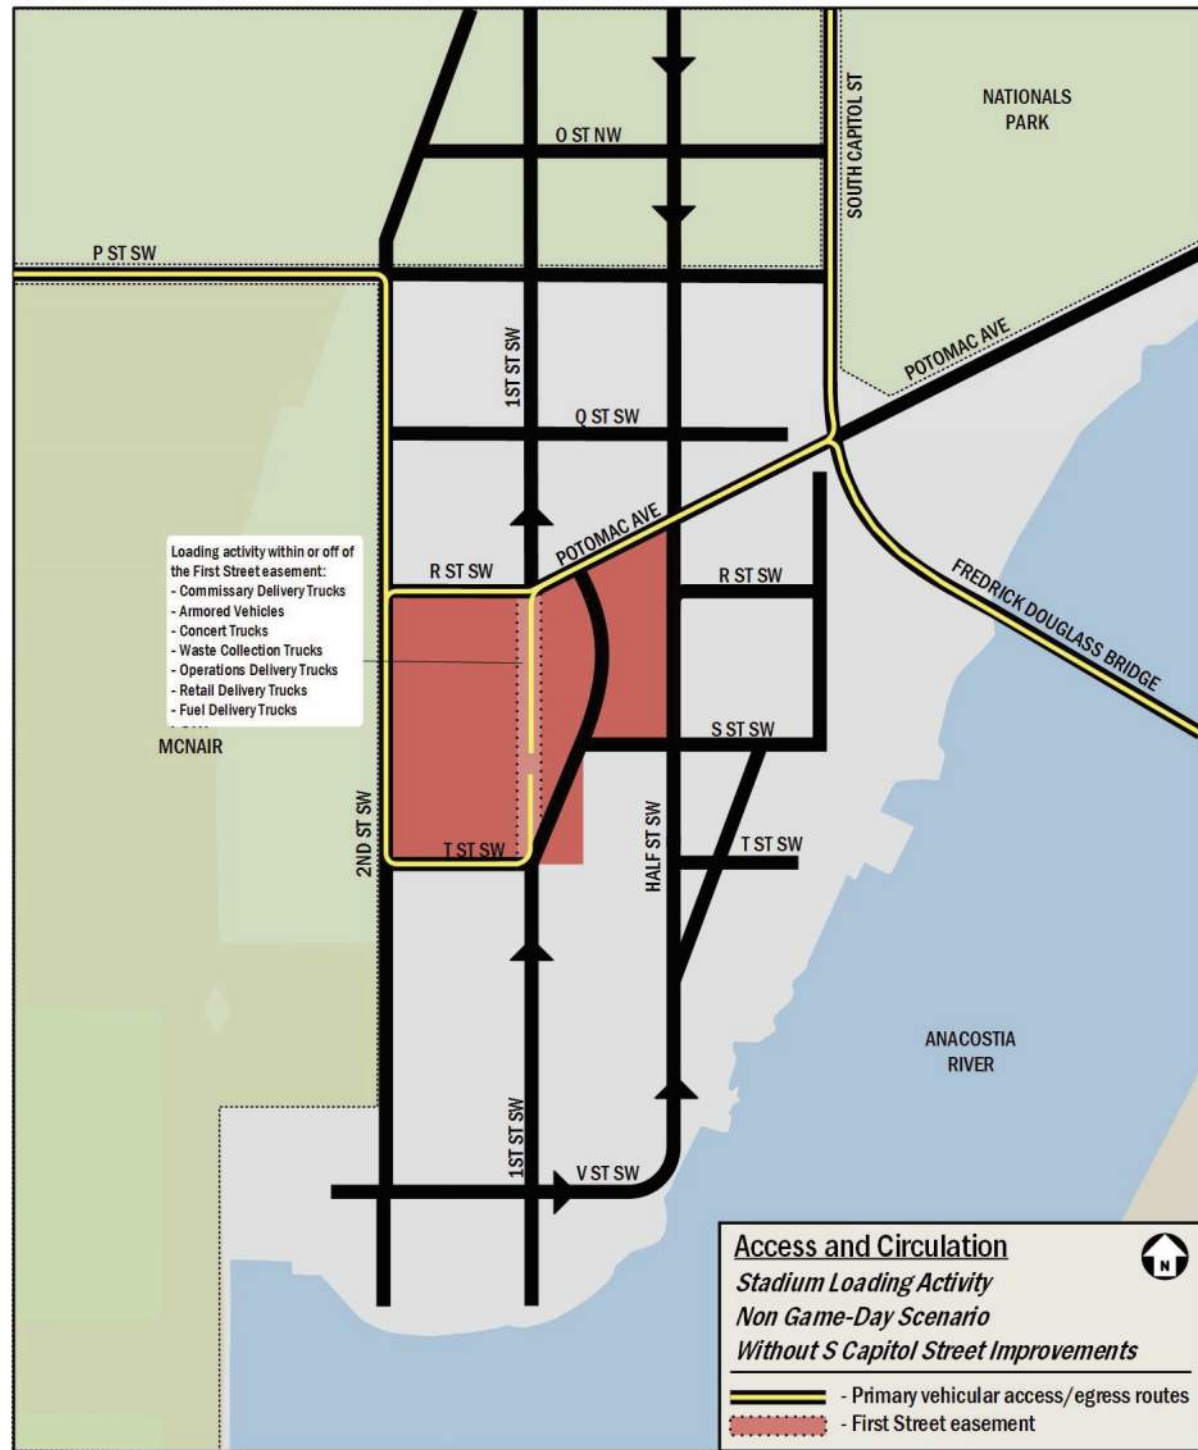 NATIONALS
PARK
SOUTH CAPITOL ST
O ST NW
P ST SW
1ST ST SW
POTOMAC AVE
Q ST SW
POTOMAC AVE
Loading activity within or off of
the First Street easement:
- Commissary Delivery Trucks
- Armored Vehicles
- Concert Trucks
- Waste Collection Trucks
- Operations Delivery Trucks
- Retail Delivery Trucks
- Fuel Delivery Trucks
R ST SW
R ST SW
FREDRICK DOUGLASS BRIDGE
MCNAIR
S ST SW
2ND ST SW
T ST SW
HALF ST SW
T ST SW
ANACOSTIA
RIVER
1ST ST SW
V ST SW
Access and Circulation
N
Stadium Loading Activity
Non Game-Day Scenario
Without S Capitol Street Improvements
- Primary vehicular access/egress routes
- First Street easement